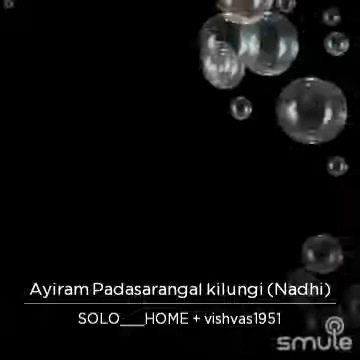 Ayiram Padasarangal kilungi (Nadhi)
SOLO___HOME + vishvas1951
smule